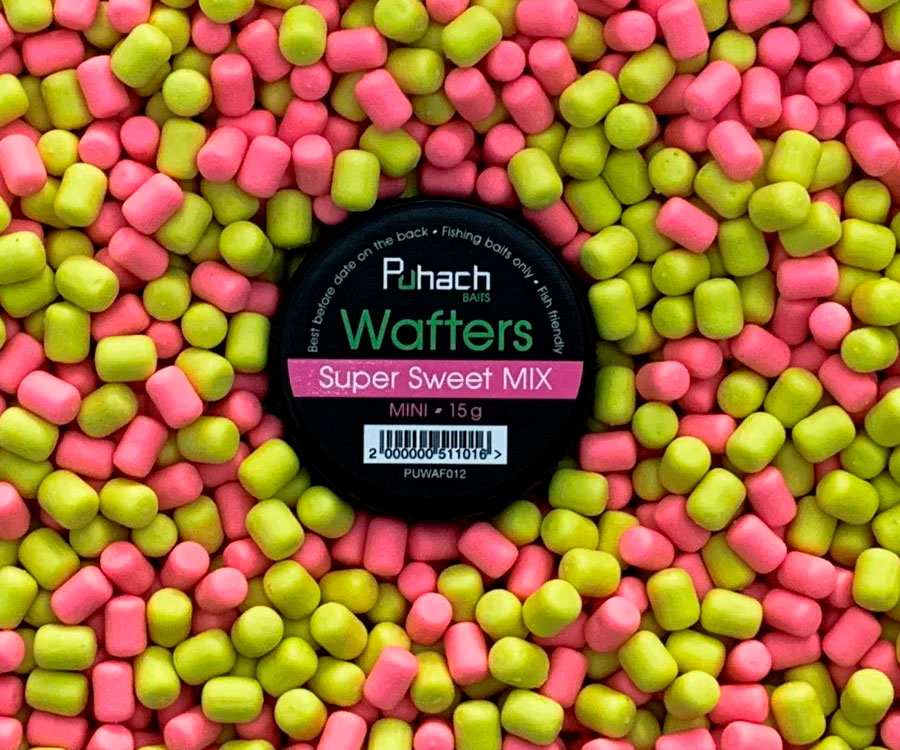 Best before date on the back • Fishing baits only • Fish friendly
Puhach
BAITS
Wafters
Super Sweet MIX
MINI • 15g
2 000000 511016 >
PUWAF012